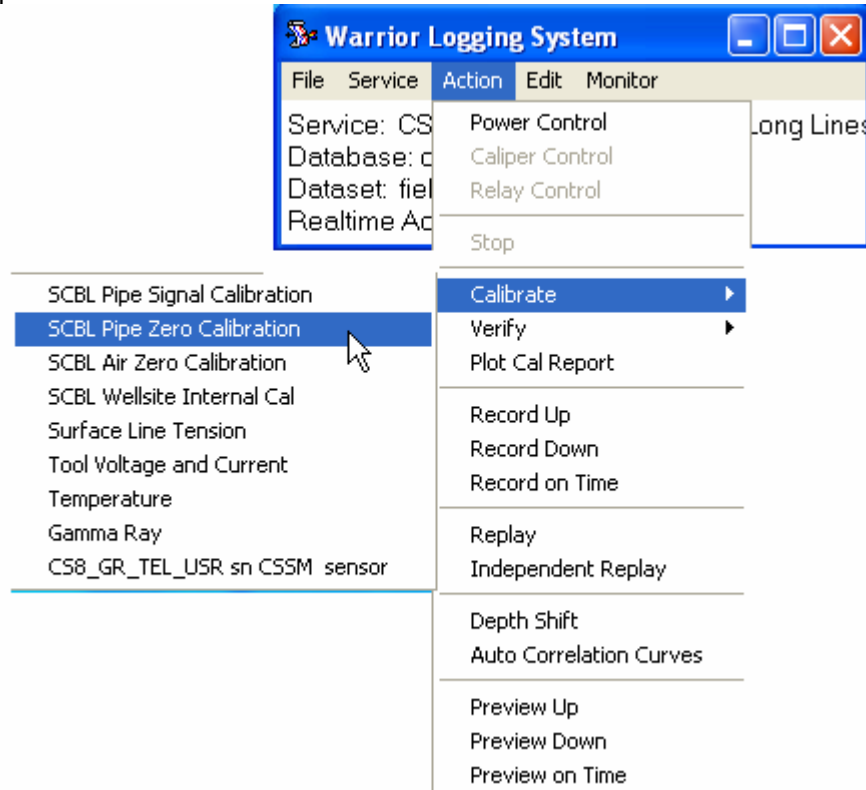 Warrior Logging System
File Service Action Edit Monitor
Service: CS Long Lines
Database:
Dataset: fiel
Realtime Ac
Power Control
Caliper Control
Relay Control
Stop
Calibrate
Verify
Plot Cal Report
Record Up
Record Down
Record on Time
Replay
Independent Replay
Depth Shift
Auto Correlation Curves
Preview Up
Preview Down
Preview on Time
SCBL Pipe Signal Calibration
SCBL Pipe Zero Calibration
SCBL Air Zero Calibration
SCBL Wellsite Internal Cal
Surface Line Tension
Tool Voltage and Current
Temperature
Gamma Ray
CS8_GR_TEL_USR sn CSSM sensor